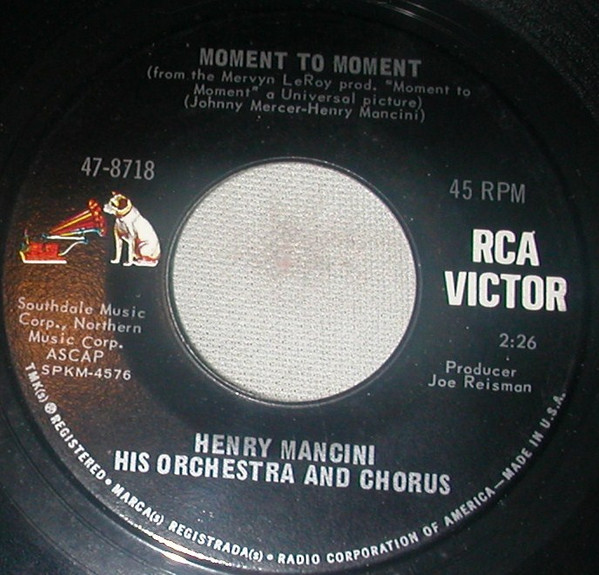 MOMENT TO MOMENT
(from the Mervyn LeRoy prod. "Moment to
Moment" a Universal picture)
(Johnny Mercer-Henry Mancini)
47-8718
45 RPM
RCA
VICTOR
Southdale Music
Corp., Northern
Music Corp.
ASCAP
SPKM-4576
2:26
Producer
Joe Reisman
HENRY MANCINI
HIS ORCHESTRA AND CHORUS
TMK(s) ® REGISTERED • MARCA(s) REGISTRADA(s) • RADIO CORPORATION OF AMERICA—MADE IN U.S.A.